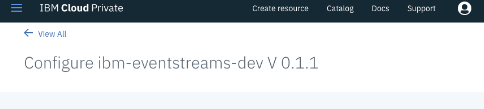 IBM Cloud Private Create resource Catalog Docs Support
View All
Configure ibm-eventstreams-dev V 0.1.1